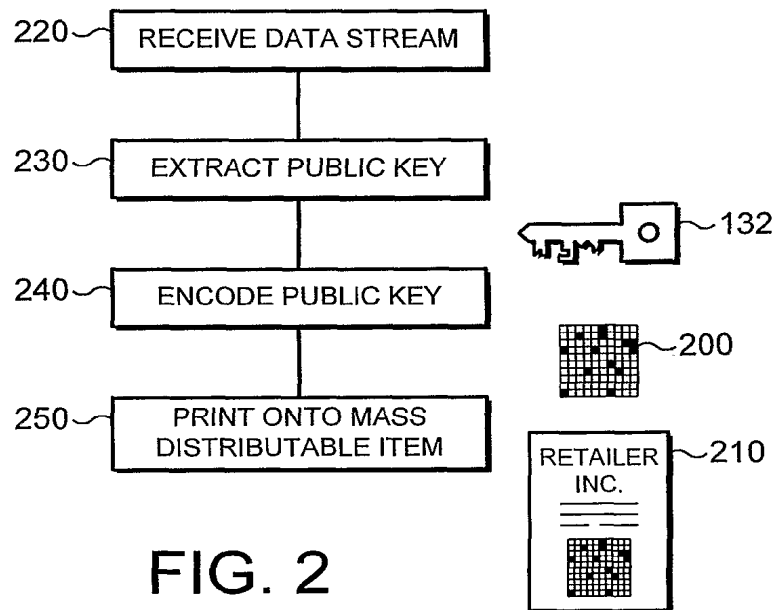 220
RECEIVE DATA STREAM
230
EXTRACT PUBLIC KEY
132
240
ENCODE PUBLIC KEY
200
250
PRINT ONTO MASS
DISTRIBUTABLE ITEM
RETAILER
INC.
210
FIG. 2